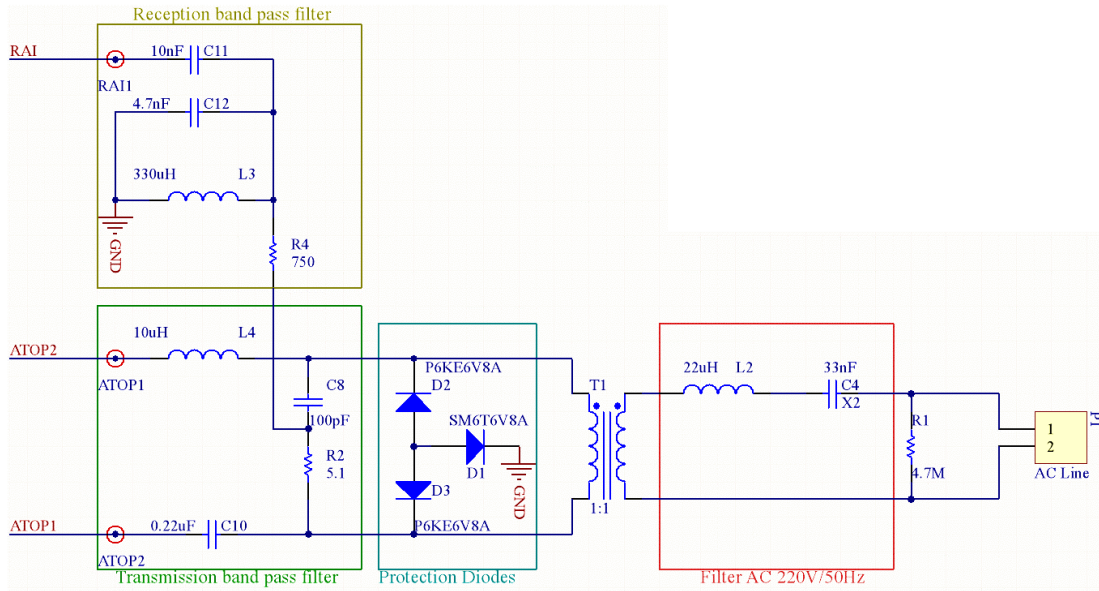 Reception band pass filter
RAI
10nF
C11
RAI1
4.7nF
C12
330uH
L3
GND
R4
750
ATOP2
10uH
L4
ATOP1
C8
100pF
R2
5.1
ATOP1
0.22uF
C10
ATOP2
Transmission band pass filter
P6KE6V8A
D2
SM6T6V8A
D1
GND
D3
P6KE6V8A
Protection Diodes
T1
1:1
22uH
L2
33nF
C4
X2
Filter AC 220V/50Hz
R1
4.7M
P1
1
2
AC Line